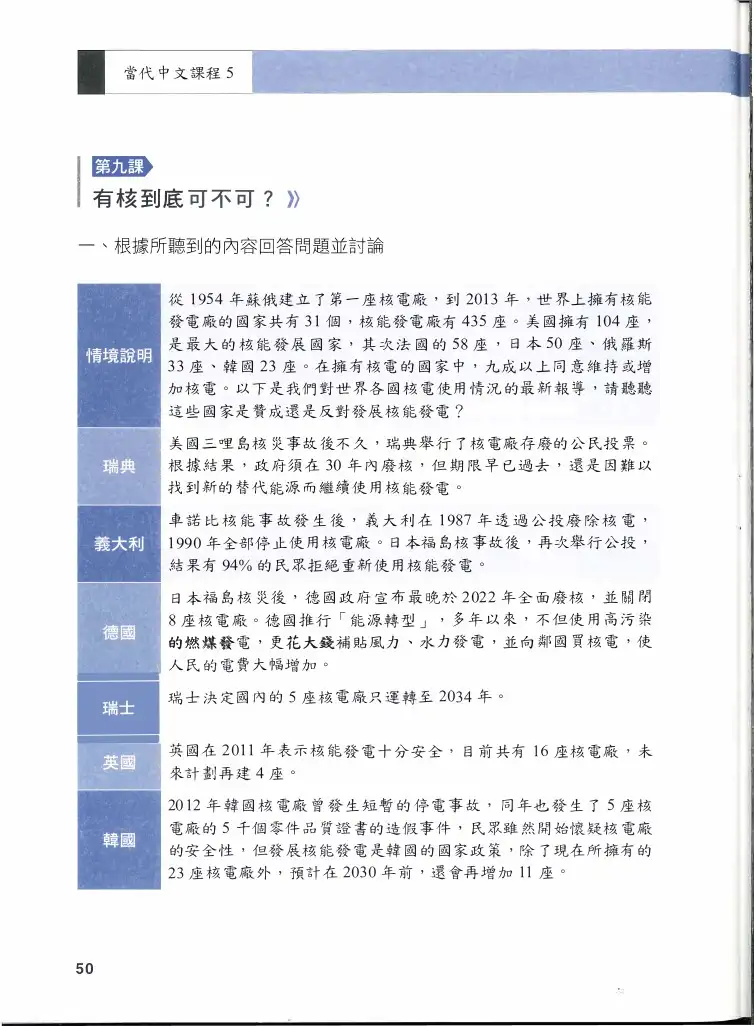 當代中文課程 5
第九課
有核到底可不可？》
一、根據所聽到的內容回答問題並討論
情境說明
從 1954 年蘇俄建立了第一座核電廠，到 2013 年，世界上擁有核能
發電廠的國家共有 31 個，核能發電廠有 435 座。美國擁有 104 座，
是最大的核能發展國家，其次法國的 58 座，日本 50 座、俄羅斯
33 座、韓國 23 座。在擁有核電的國家中，九成以上同意維持或增
加核電。以下是我們對世界各國核電使用情況的最新報導，請聽聽
這些國家是贊成還是反對發展核能發電？
瑞典
美國三哩島核災事故後不久，瑞典舉行了核電廠存廢的公民投票。
根據結果，政府須在 30 年內廢核，但期限早已過去，還是因難以
找到新的替代能源而繼續使用核能發電。
義大利
車諾比核能事故發生後，義大利在 1987 年透過公投廢除核電，
1990 年全部停止使用核電廠。日本福島核事故後，再次舉行公投，
結果有 94% 的民眾拒絕重新使用核能發電。
德國
日本福島核災後，德國政府宣布最晚於 2022 年全面廢核，並關閉
8 座核電廠。德國推行「能源轉型」，多年以來，不但使用高污染
的燃煤發電，更花大錢補貼風力、水力發電，並向鄰國買核電，使
人民的電費大幅增加。
瑞士
瑞士決定國內的 5 座核電廠只運轉至 2034 年。
英國
英國在 2011 年表示核能發電十分安全，目前共有 16 座核電廠，未
來計劃再建 4 座。
韓國
2012 年韓國核電廠曾發生短暫的停電事故，同年也發生了 5 座核
電廠的 5 千個零件品質證書的造假事件，民眾雖然開始懷疑核電廠
的安全性，但發展核能發電是韓國的國家政策，除了現在所擁有的
23 座核電廠外，預計在 2030 年前，還會再增加 11 座。
50